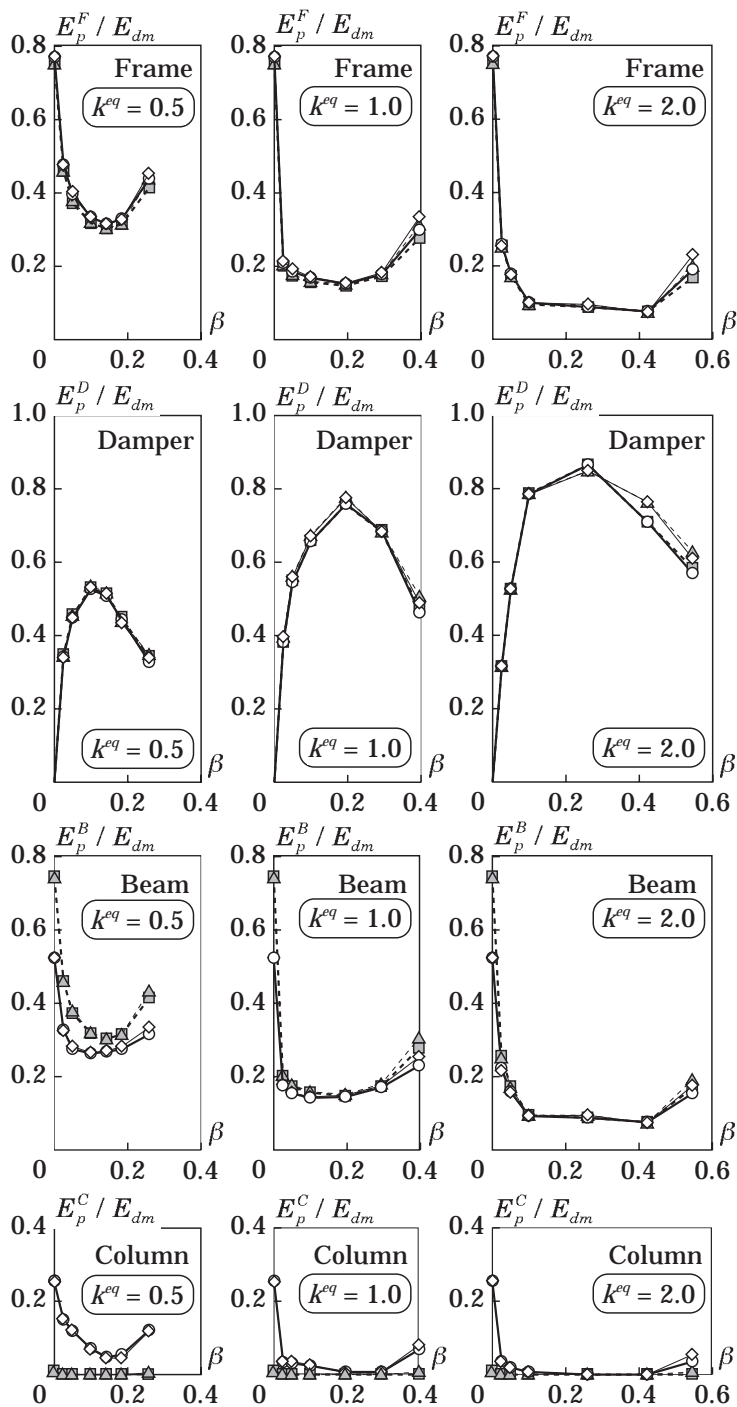 E_p^F / E_dm E_p^F / E_dm E_p^F / E_dm
0.8 Frame 0.8 Frame 0.8 Frame
k^eq = 0.5 k^eq = 1.0 k^eq = 2.0
0.6 0.6 0.6
0.4 0.4 0.4
0.2 0.2 0.2
β β β
0 0.2 0.4 0 0.2 0.4 0 0.2 0.4 0.6
E_p^D / E_dm E_p^D / E_dm E_p^D / E_dm
1.0 Damper 1.0 Damper 1.0 Damper
0.8 0.8 0.8
0.6 0.6 0.6
0.4 0.4 0.4
0.2 0.2 0.2
k^eq = 0.5 k^eq = 1.0 k^eq = 2.0
β β β
0 0.2 0.4 0 0.2 0.4 0 0.2 0.4 0.6
E_p^B / E_dm E_p^B / E_dm E_p^B / E_dm
0.8 Beam 0.8 Beam 0.8 Beam
k^eq = 0.5 k^eq = 1.0 k^eq = 2.0
0.6 0.6 0.6
0.4 0.4 0.4
0.2 0.2 0.2
β β β
0 0.2 0.4 0 0.2 0.4 0 0.2 0.4 0.6
E_p^C / E_dm E_p^C / E_dm E_p^C / E_dm
0.4 Column 0.4 Column 0.4 Column
k^eq = 0.5 k^eq = 1.0 k^eq = 2.0
0.2 0.2 0.2
β β β
0 0.2 0.4 0 0.2 0.4 0 0.2 0.4 0.6